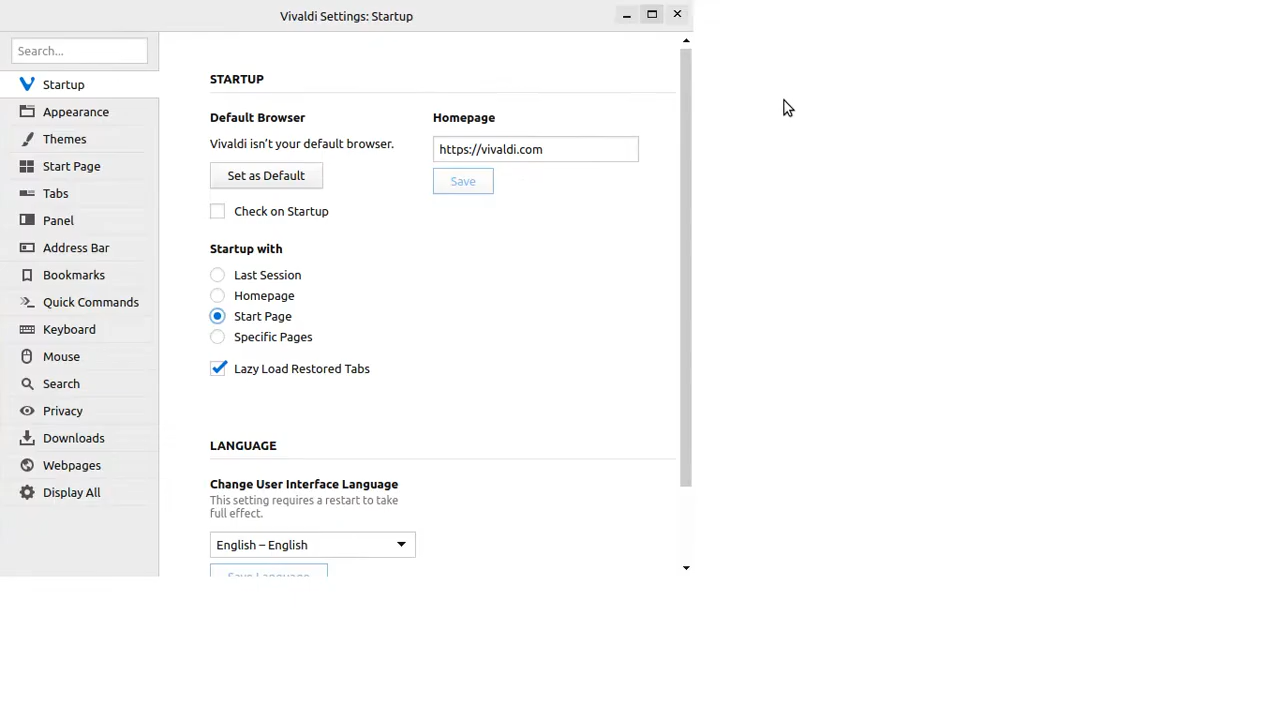 Vivaldi Settings: Startup
Search...
Startup
Appearance
Themes
Start Page
Tabs
Panel
Address Bar
Bookmarks
Quick Commands
Keyboard
Mouse
Search
Privacy
Downloads
Webpages
Display All
STARTUP
Default Browser
Vivaldi isn't your default browser.
Set as Default
Check on Startup
Homepage
https://vivaldi.com
Save
Startup with
Last Session
Homepage
Start Page
Specific Pages
Lazy Load Restored Tabs
LANGUAGE
Change User Interface Language
This setting requires a restart to take
full effect.
English – English
Save Language